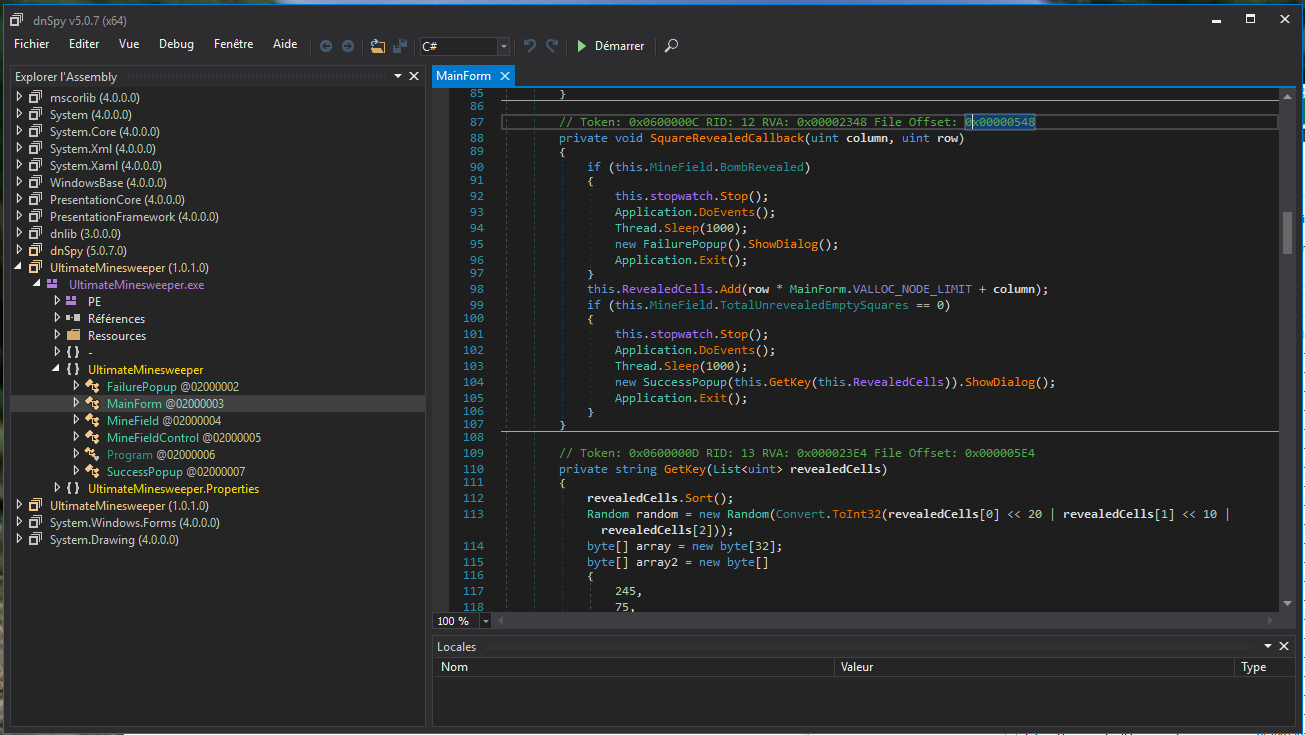 dnSpy v5.0.7 (x64)
Fichier Editer Vue Debug Fenêtre Aide C# Démarrer
Explorer l'Assembly
mscorlib (4.0.0.0)
System (4.0.0.0)
System.Core (4.0.0.0)
System.Xml (4.0.0.0)
System.Xaml (4.0.0.0)
WindowsBase (4.0.0.0)
PresentationCore (4.0.0.0)
PresentationFramework (4.0.0.0)
dnlib (3.0.0.0)
dnSpy (5.0.7.0)
UltimateMinesweeper (1.0.1.0)
UltimateMinesweeper.exe
PE
Références
Ressources
{ } -
{ } UltimateMinesweeper
FailurePopup @02000002
MainForm @02000003
MineField @02000004
MineFieldControl @02000005
Program @02000006
SuccessPopup @02000007
{ } UltimateMinesweeper.Properties
UltimateMinesweeper (1.0.1.0)
System.Windows.Forms (4.0.0.0)
System.Drawing (4.0.0.0)
MainForm
85 }
86
87 // Token: 0x0600000C RID: 12 RVA: 0x00002348 File Offset: 0x00000548
88 private void SquareRevealedCallback(uint column, uint row)
89 {
90 if (this.MineField.BombRevealed)
91 {
92 this.stopwatch.Stop();
93 Application.DoEvents();
94 Thread.Sleep(1000);
95 new FailurePopup().ShowDialog();
96 Application.Exit();
97 }
98 this.RevealedCells.Add(row * MainForm.VALLOC_NODE_LIMIT + column);
99 if (this.MineField.TotalUnrevealedEmptySquares == 0)
100 {
101 this.stopwatch.Stop();
102 Application.DoEvents();
103 Thread.Sleep(1000);
104 new SuccessPopup(this.GetKey(this.RevealedCells)).ShowDialog();
105 Application.Exit();
106 }
107 }
108
109 // Token: 0x0600000D RID: 13 RVA: 0x000023E4 File Offset: 0x000005E4
110 private string GetKey(List<uint> revealedCells)
111 {
112 revealedCells.Sort();
113 Random random = new Random(Convert.ToInt32(revealedCells[0] << 20 | revealedCells[1] << 10 |
revealedCells[2]));
114 byte[] array = new byte[32];
115 byte[] array2 = new byte[]
116 {
117 245,
118 75,
100 %
Locales
Nom Valeur Type